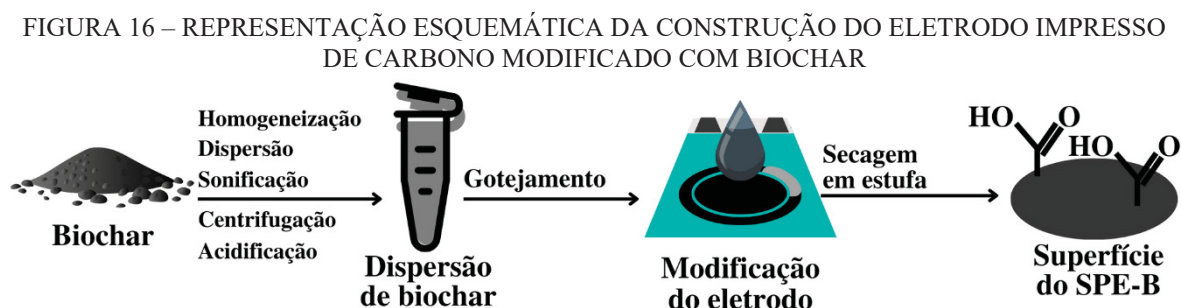 FIGURA 16 – REPRESENTAÇÃO ESQUEMÁTICA DA CONSTRUÇÃO DO ELETRODO IMPRESSO
DE CARBONO MODIFICADO COM BIOCHAR
Biochar
Homogeneização
Dispersão
Sonificação
Centrifugação
Acidificação
Dispersão
de biochar
Gotejamento
Modificação
do eletrodo
Secagem
em estufa
HO
O
HO
O
Superfície
do SPE-B